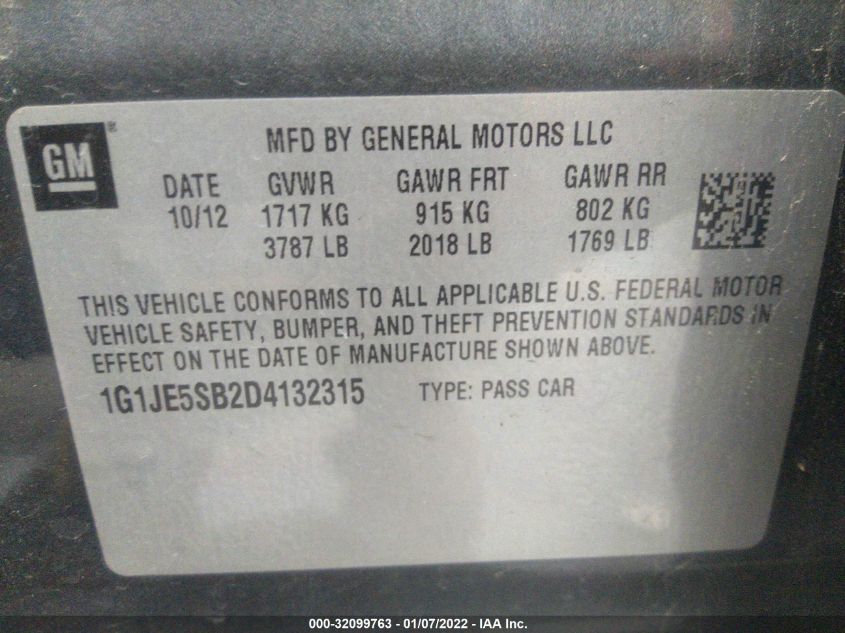 GM®
MFD BY GENERAL MOTORS LLC
DATE GVWR GAWR FRT GAWR RR
10/12 1717 KG 915 KG 802 KG
3787 LB 2018 LB 1769 LB
THIS VEHICLE CONFORMS TO ALL APPLICABLE U.S. FEDERAL MOTOR
VEHICLE SAFETY, BUMPER, AND THEFT PREVENTION STANDARDS IN
EFFECT ON THE DATE OF MANUFACTURE SHOWN ABOVE.
1G1JE5SB2D4132315 TYPE: PASS CAR
000-32099763 - 01/07/2022 - IAA Inc.